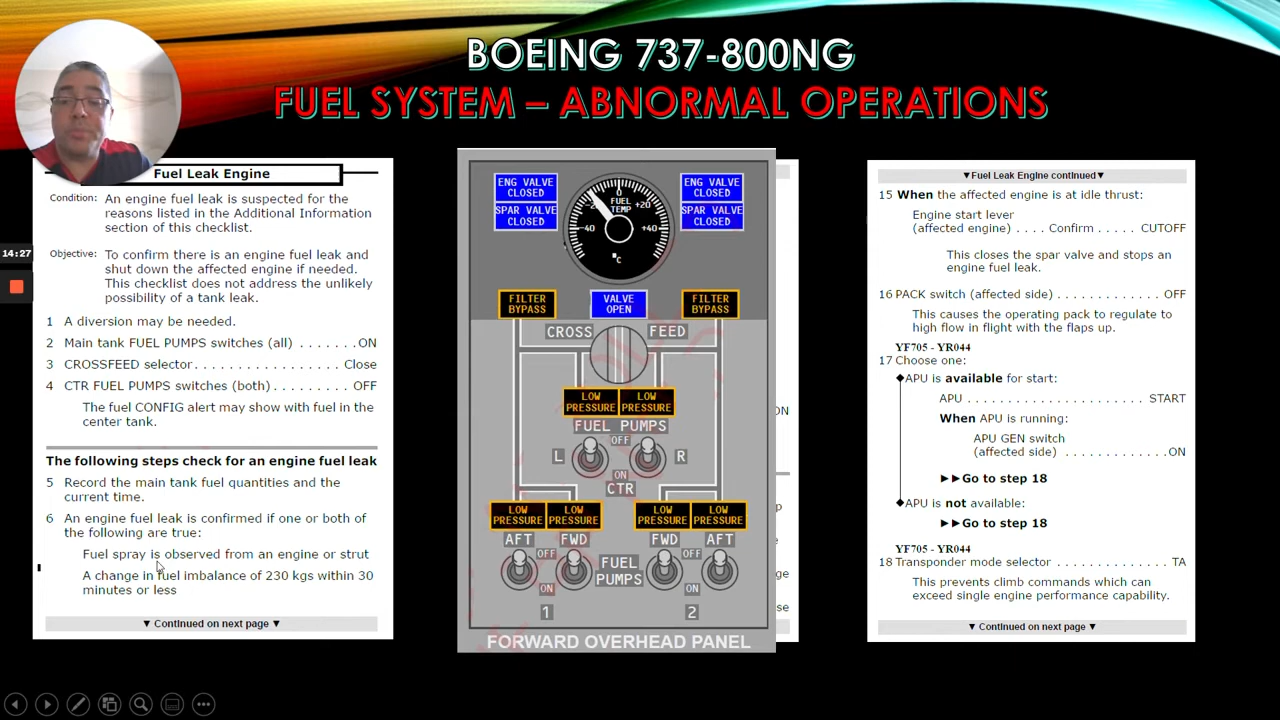 BOEING 737-800NG
FUEL SYSTEM – ABNORMAL OPERATIONS
14:27
Fuel Leak Engine
Condition: An engine fuel leak is suspected for the
reasons listed in the Additional Information
section of this checklist.
Objective: To confirm there is an engine fuel leak and
shut down the affected engine if needed.
This checklist does not address the unlikely
possibility of a tank leak.
1 A diversion may be needed.
2 Main tank FUEL PUMPS switches (all) . . . . . . . ON
3 CROSSFEED selector . . . . . . . . . . . . . . . . . Close
4 CTR FUEL PUMPS switches (both) . . . . . . . . . OFF
The fuel CONFIG alert may show with fuel in the
center tank.
The following steps check for an engine fuel leak
5 Record the main tank fuel quantities and the
current time.
6 An engine fuel leak is confirmed if one or both of
the following are true:
Fuel spray is observed from an engine or strut
A change in fuel imbalance of 230 kgs within 30
minutes or less
▼ Continued on next page ▼
ENG VALVE
CLOSED
SPAR VALVE
CLOSED
0
FUEL
TEMP
-20
+20
-40
+40
°C
ENG VALVE
CLOSED
SPAR VALVE
CLOSED
FILTER
BYPASS
VALVE
OPEN
FILTER
BYPASS
CROSS FEED
LOW
PRESSURE
LOW
PRESSURE
FUEL PUMPS
OFF
L R
ON
CTR
LOW
PRESSURE
LOW
PRESSURE
LOW
PRESSURE
LOW
PRESSURE
AFT FWD FWD AFT
OFF OFF
FUEL
PUMPS
ON ON
1 2
FORWARD OVERHEAD PANEL
ON
p
e
ge
se
▼Fuel Leak Engine continued▼
15 When the affected engine is at idle thrust:
Engine start lever
(affected engine) . . . . Confirm . . . . . CUTOFF
This closes the spar valve and stops an
engine fuel leak.
16 PACK switch (affected side) . . . . . . . . . . . . OFF
This causes the operating pack to regulate to
high flow in flight with the flaps up.
YF705 - YR044
17 Choose one:
◆APU is available for start:
APU . . . . . . . . . . . . . . . . . . . . . . START
When APU is running:
APU GEN switch
(affected side) . . . . . . . . . . . . .ON
▶▶Go to step 18
◆APU is not available:
▶▶Go to step 18
YF705 - YR044
18 Transponder mode selector . . . . . . . . . . . . . TA
This prevents climb commands which can
exceed single engine performance capability.
▼ Continued on next page ▼